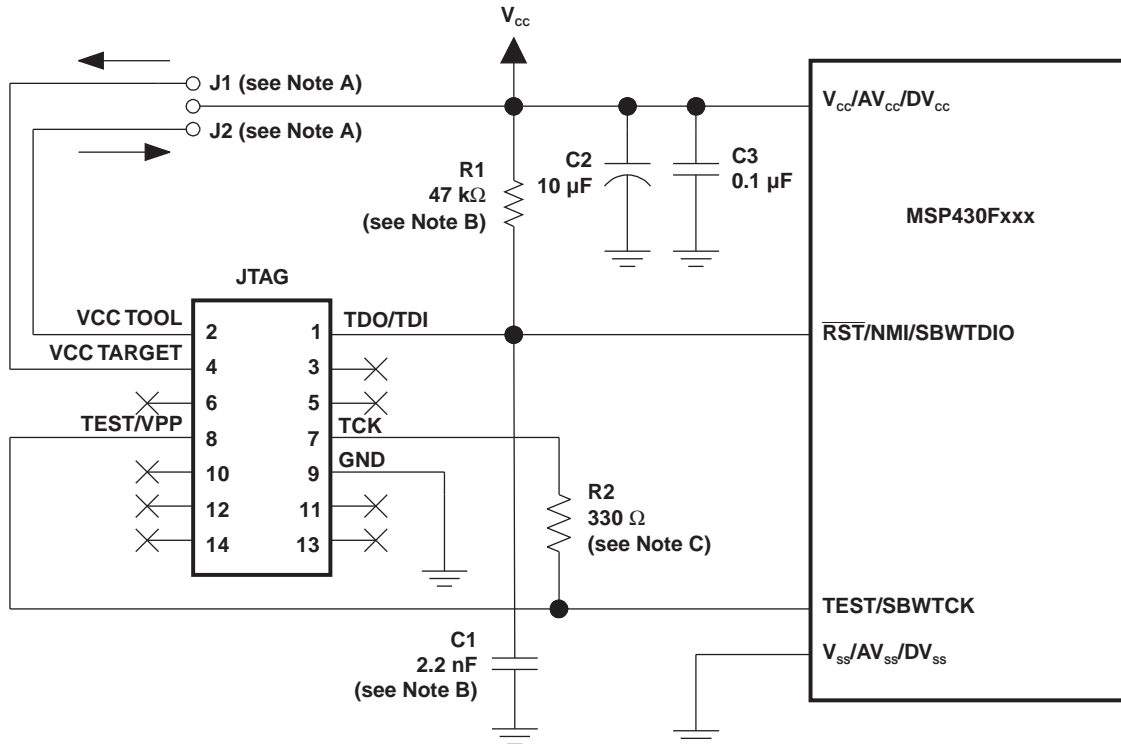 Vcc
J1 (see Note A)
J2 (see Note A)
VCC/AVCC/DVCC
R1
47 kΩ
(see Note B)
C2
10 µF
C3
0.1 µF
MSP430Fxxx
JTAG
VCC TOOL
VCC TARGET
TEST/VPP
2
4
6
8
10
12
14
1
3
5
7
9
11
13
TDO/TDI
TCK
GND
RST/NMI/SBWTDIO
R2
330 Ω
(see Note C)
TEST/SBWTCK
C1
2.2 nF
(see Note B)
VSS/AVSS/DVSS